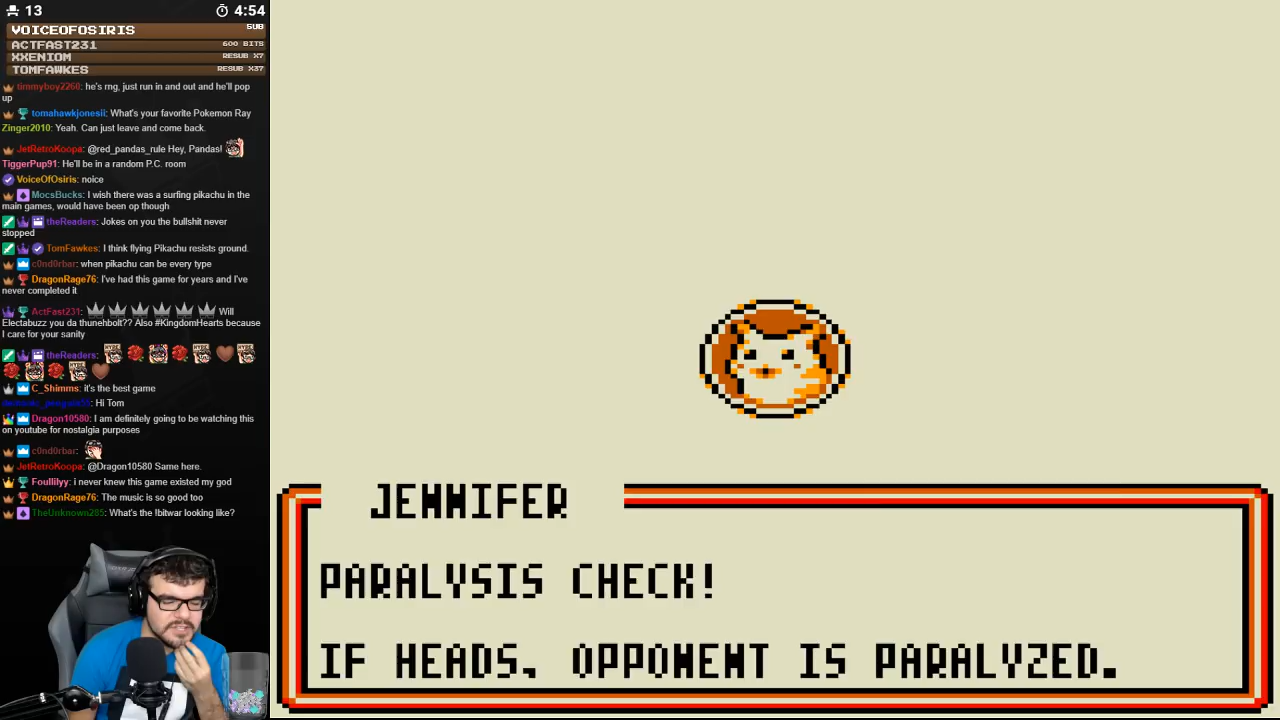 13
4:54
VOICEOFOSIRIS SUB
ACTFAST231 600 BITS
XXENIOM RESUB X7
TOMFAWKES RESUB X37
timmyboy2260: he's rng, just run in and out and he'll pop
up
tomahawkjonesii: What's your favorite Pokemon Ray
Zinger2010: Yeah. Can just leave and come back.
JetRetroKoopa: @red_pandas_rule Hey, Pandas!
TiggerPup91: He'll be in a random P.C. room
VoiceOfOsiris: noice
MocsBucks: I wish there was a surfing pikachu in the
main games, would have been op though
theReaders: Jokes on you the bullshit never
stopped
TomFawkes: I think flying Pikachu resists ground.
c0nd0rbar: when pikachu can be every type
DragonRage76: I've had this game for years and I've
never completed it
ActFast231: Will
Electabuzz you da thunehbolt?? Also #KingdomHearts because
I care for your sanity
theReaders:
C_Shimms: it's the best game
Hi Tom
Dragon10580: I am definitely going to be watching this
on youtube for nostalgia purposes
c0nd0rbar:
JetRetroKoopa: @Dragon10580 Same here.
Foullilyy: i never knew this game existed my god
DragonRage76: The music is so good too
TheUnknown285: What's the !bitwar looking like?
JENNIFER
PARALYSIS CHECK!
IF HEADS, OPPONENT IS PARALYZED.